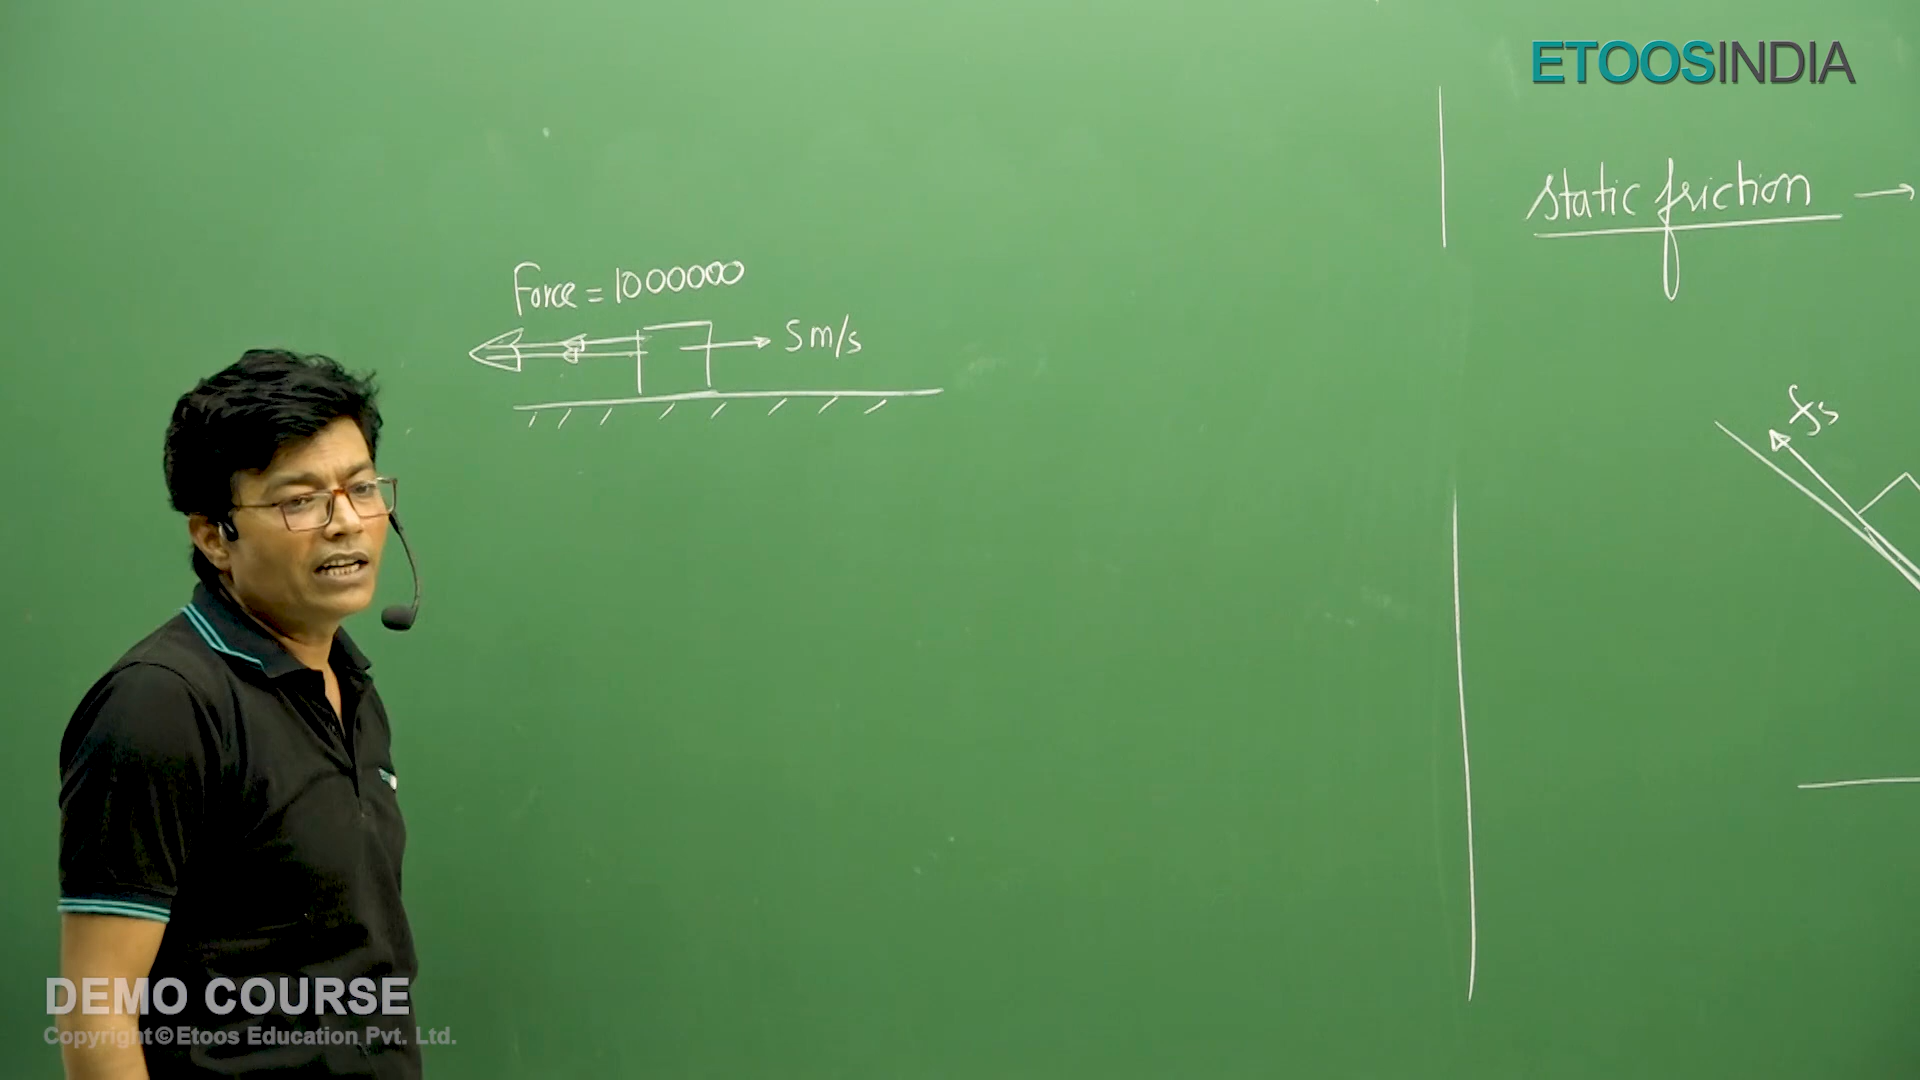 ETOOSINDIA
static friction →
Force = 1000000
5 m/s
fs
DEMO COURSE
Copyright©Etoos Education Pvt. Ltd.